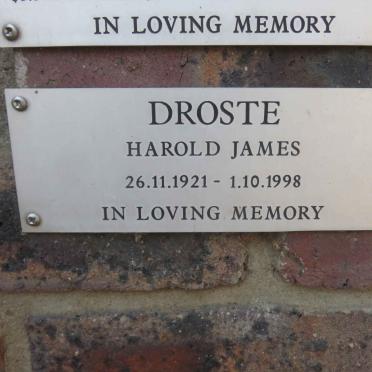 IN LOVING MEMORY
DROSTE
HAROLD JAMES
26.11.1921 - 1.10.1998
IN LOVING MEMORY